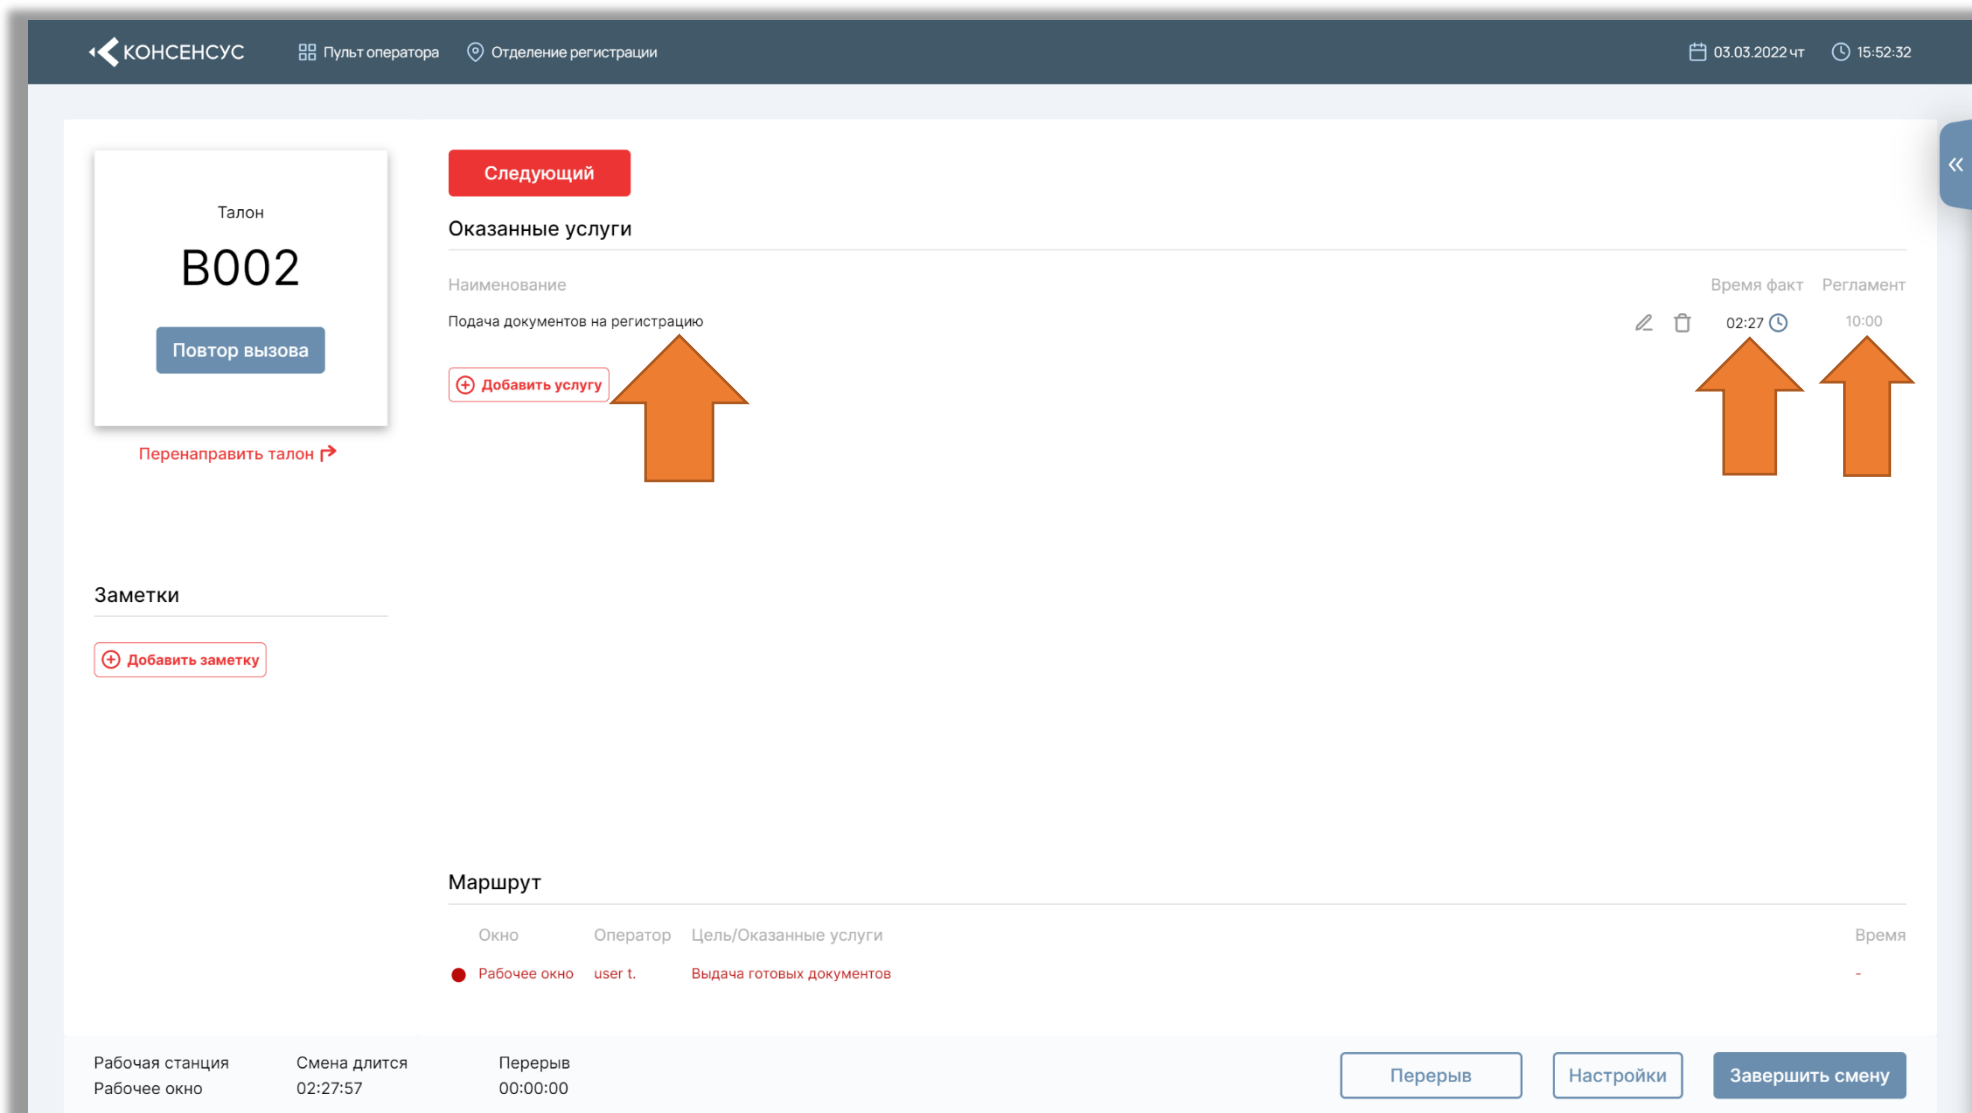 КОНСЕНСУС Пульт оператора Отделение регистрации 03.03.2022 чт 15:52:32
Следующий
Талон
B002
Повтор вызова
Перенаправить талон
Оказанные услуги
Наименование Время факт Регламент
Подача документов на регистрацию 02:27 10:00
Добавить услугу
Заметки
Добавить заметку
Маршрут
Окно Оператор Цель/Оказанные услуги Время
Рабочее окно user t. Выдача готовых документов -
Рабочая станция Смена длится Перерыв
Рабочее окно 02:27:57 00:00:00
Перерыв Настройки Завершить смену